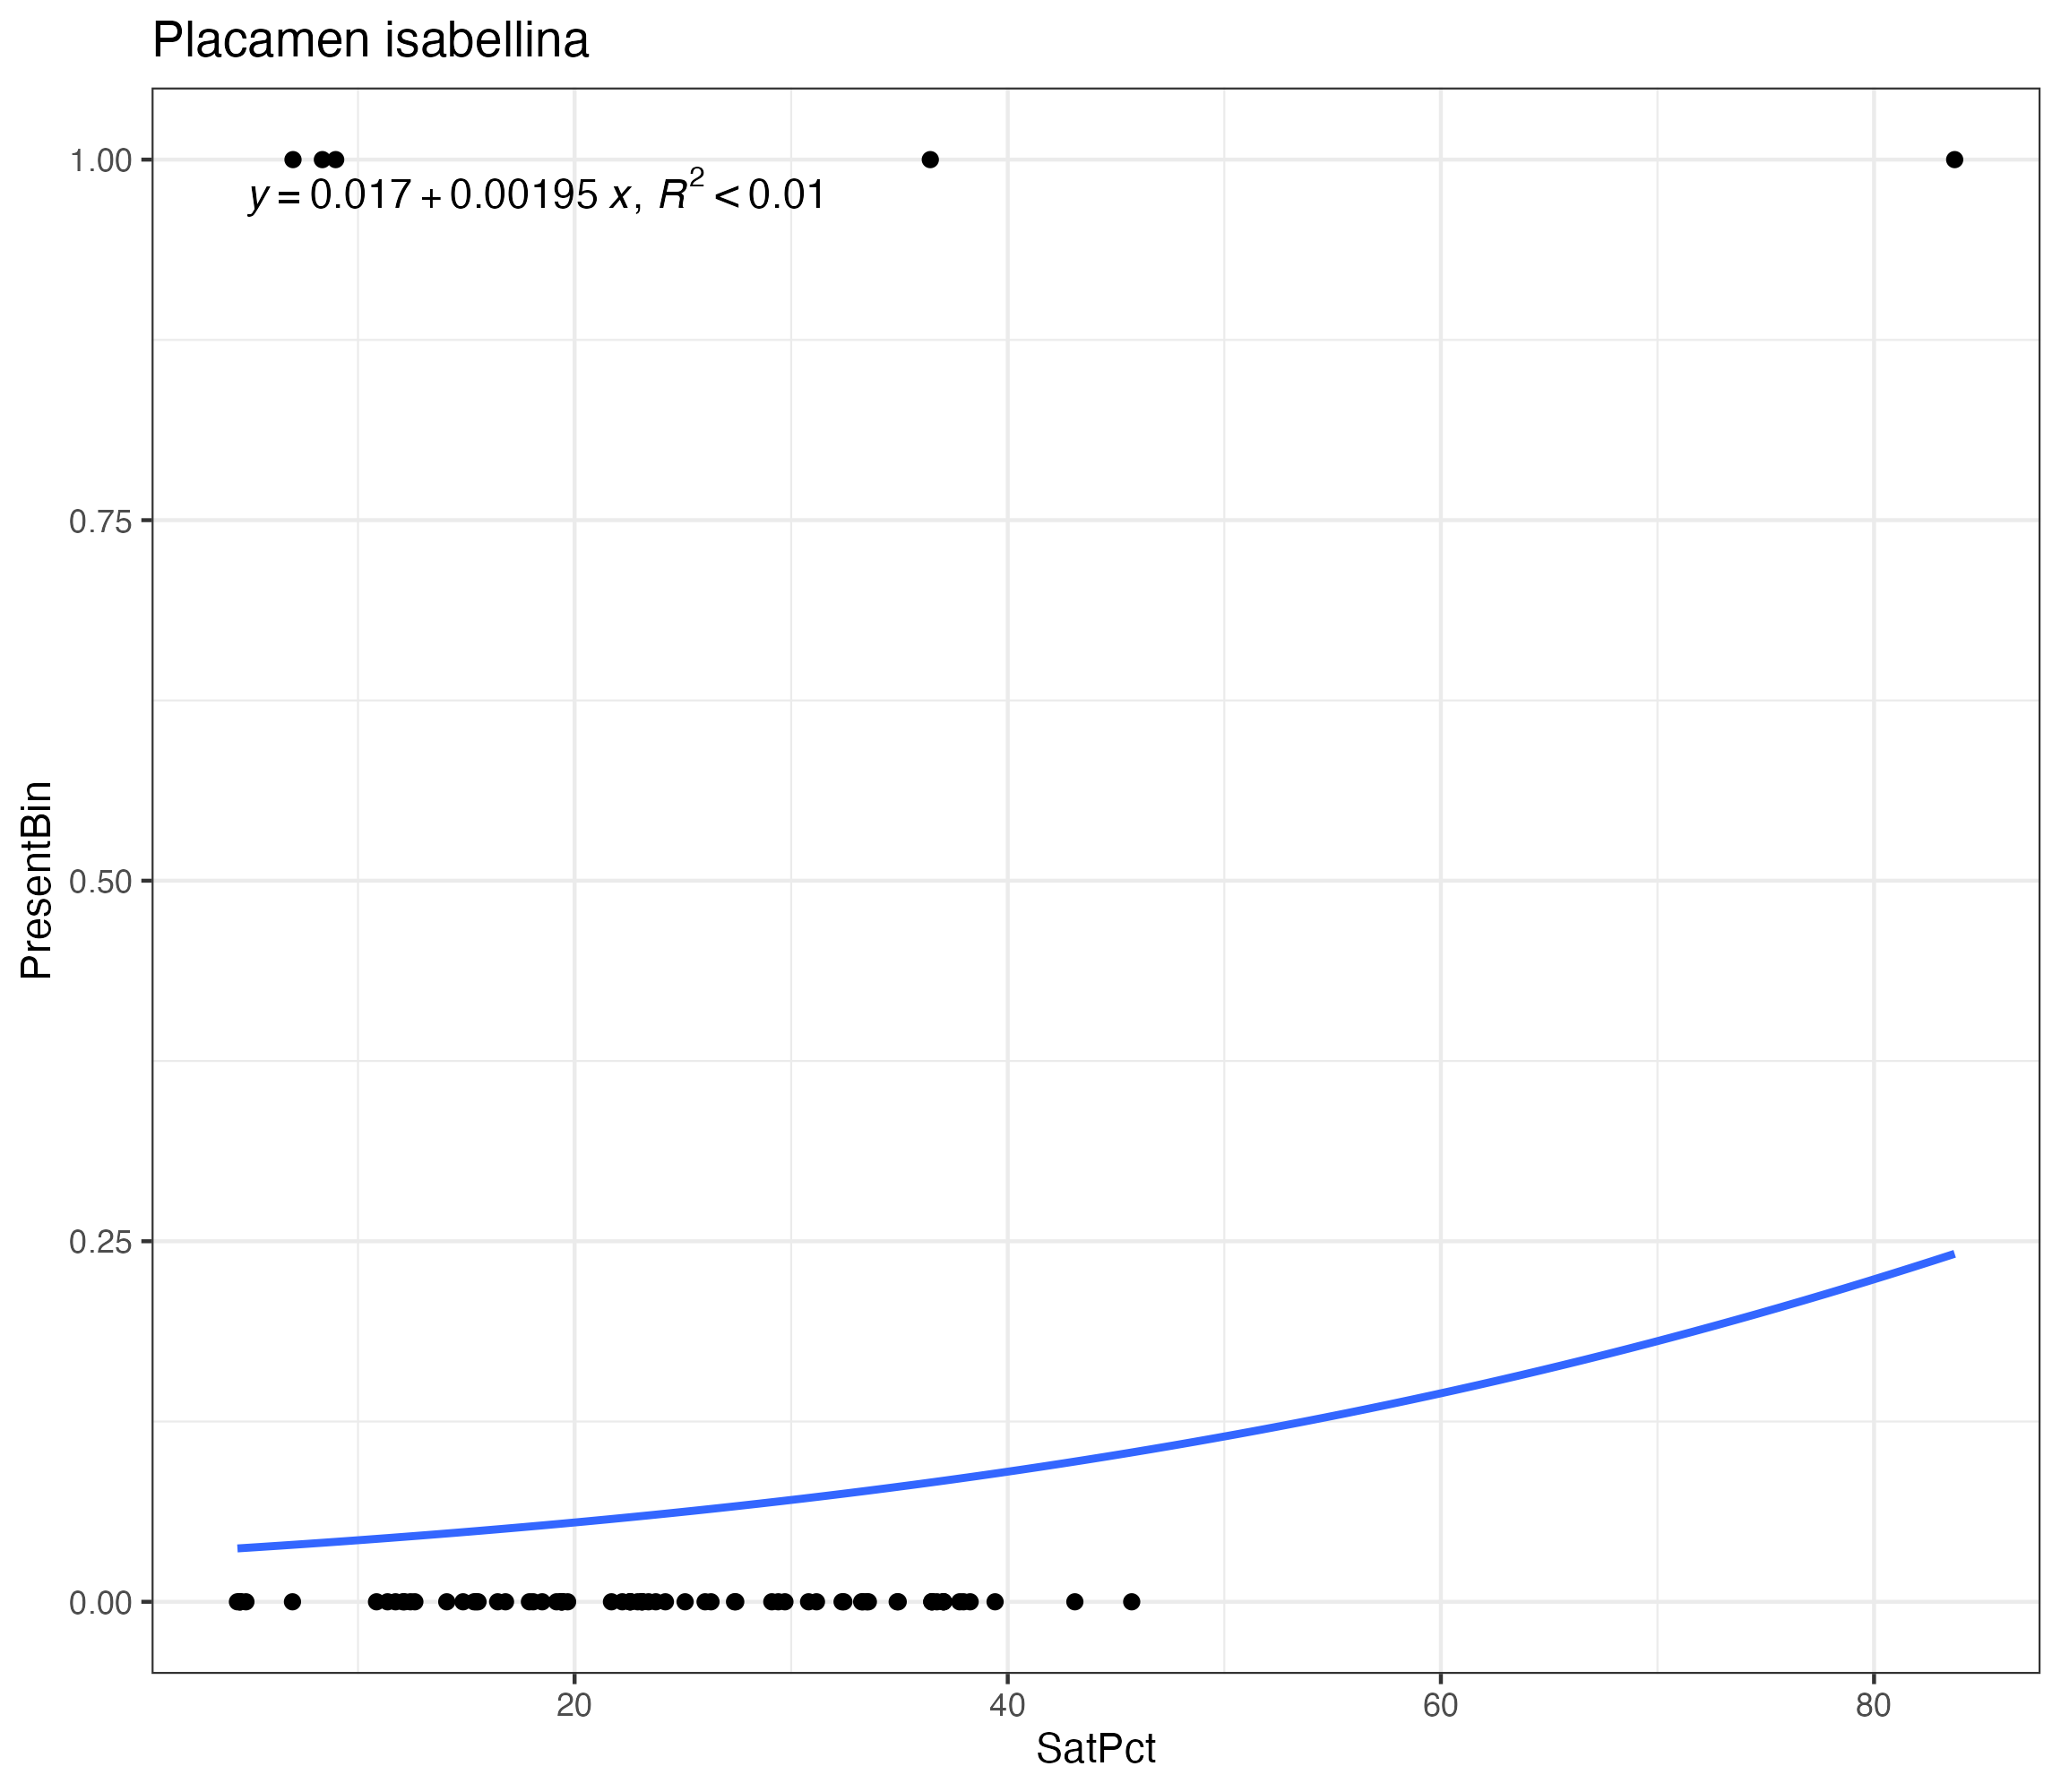 Placamen isabellina
1.00
y = 0.017 + 0.00195 x, R² < 0.01
0.75
0.50
0.25
0.00
PresentBin
20 40 60 80
SatPct